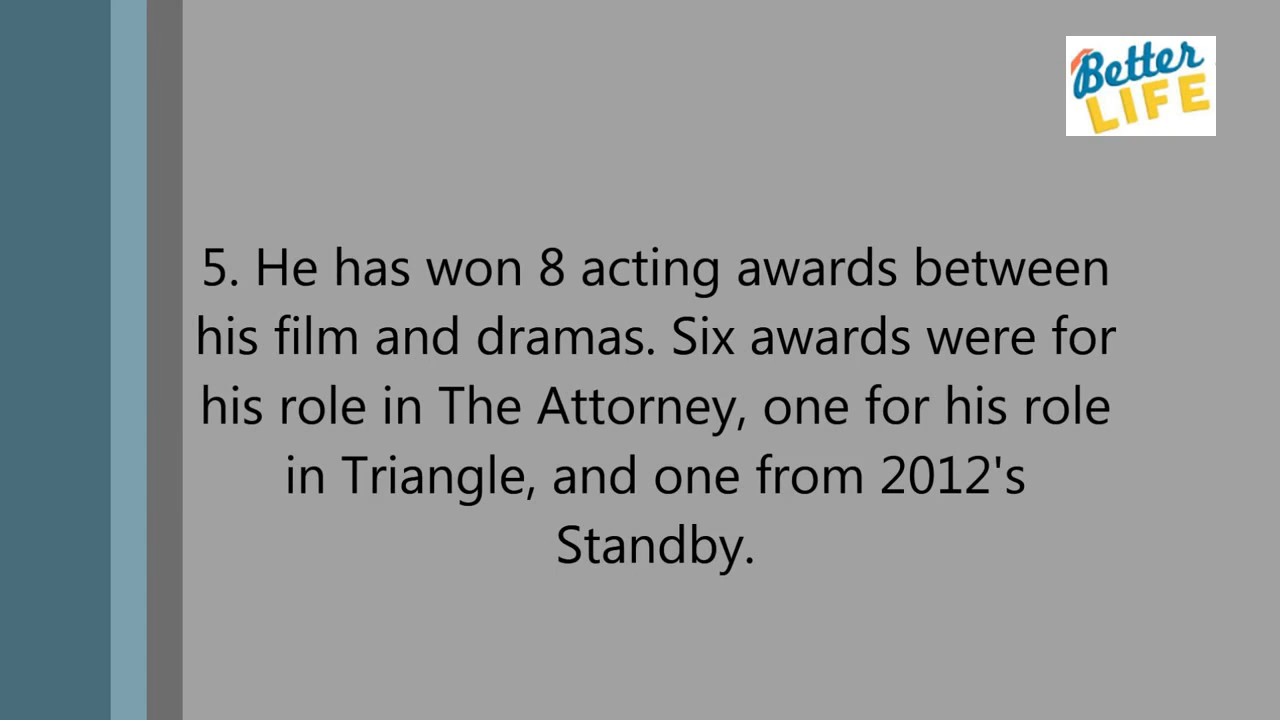 Better
LIFE
5. He has won 8 acting awards between
his film and dramas. Six awards were for
his role in The Attorney, one for his role
in Triangle, and one from 2012's
Standby.